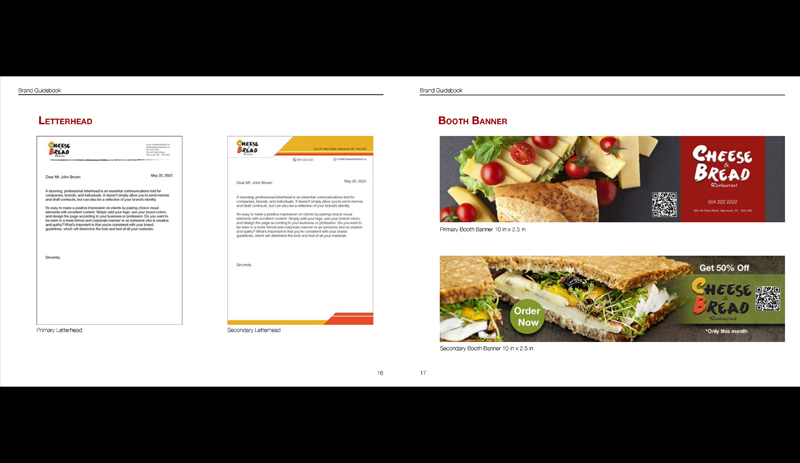 Brand Guidebook
LETTERHEAD
CHEESE
&
BREAD
Restaurant
Dear Mr. John Brown
May 20, 2022
A stunning, professional letterhead is an essential communications tool for
companies, brands, and individuals. It doesn't simply allow you to send memos
and draft contracts, but can also be a reflection of your brand's identity.
It's easy to make a positive impression on clients by pairing choice visual
elements with excellent content. Simply add your logo, use your brand colors,
and design the page according to your business or profession. Do you want to
be seen in a more formal and corporate manner or as someone who is creative
and quirky? What's important is that you're consistent with your brand
guidelines, which will determine the look and feel of all your materials.
Sincerely,
Primary Letterhead
CHEESE
&
BREAD
Dear Mr. John Brown
May 20, 2022
A stunning, professional letterhead is an essential communications tool for
companies, brands, and individuals. It doesn't simply allow you to send memos
and draft contracts, but can also be a reflection of your brand's identity.
It's easy to make a positive impression on clients by pairing choice visual
elements with excellent content. Simply add your logo, use your brand colors,
and design the page according to your business or profession. Do you want to
be seen in a more formal and corporate manner or as someone who is creative
and quirky? What's important is that you're consistent with your brand
guidelines, which will determine the look and feel of all your materials.
Sincerely,
Secondary Letterhead
16
Brand Guidebook
BOOTH BANNER
CHEESE
&
BREAD
Restaurant
604 222 2222
Primary Booth Banner 10 in x 2.5 in
Get 50% Off
CHEESE
&
BREAD
Restaurant
Order
Now
*Only this month
Secondary Booth Banner 10 in x 2.5 in
17